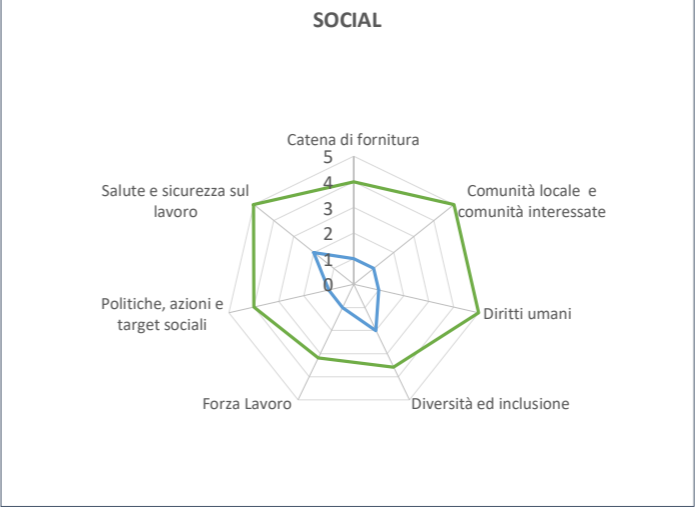 SOCIAL
Catena di fornitura
5
4
3
2
1
0
Comunità locale e
comunità interessate
Diritti umani
Diversità ed inclusione
Forza Lavoro
Politiche, azioni e
target sociali
Salute e sicurezza sul
lavoro